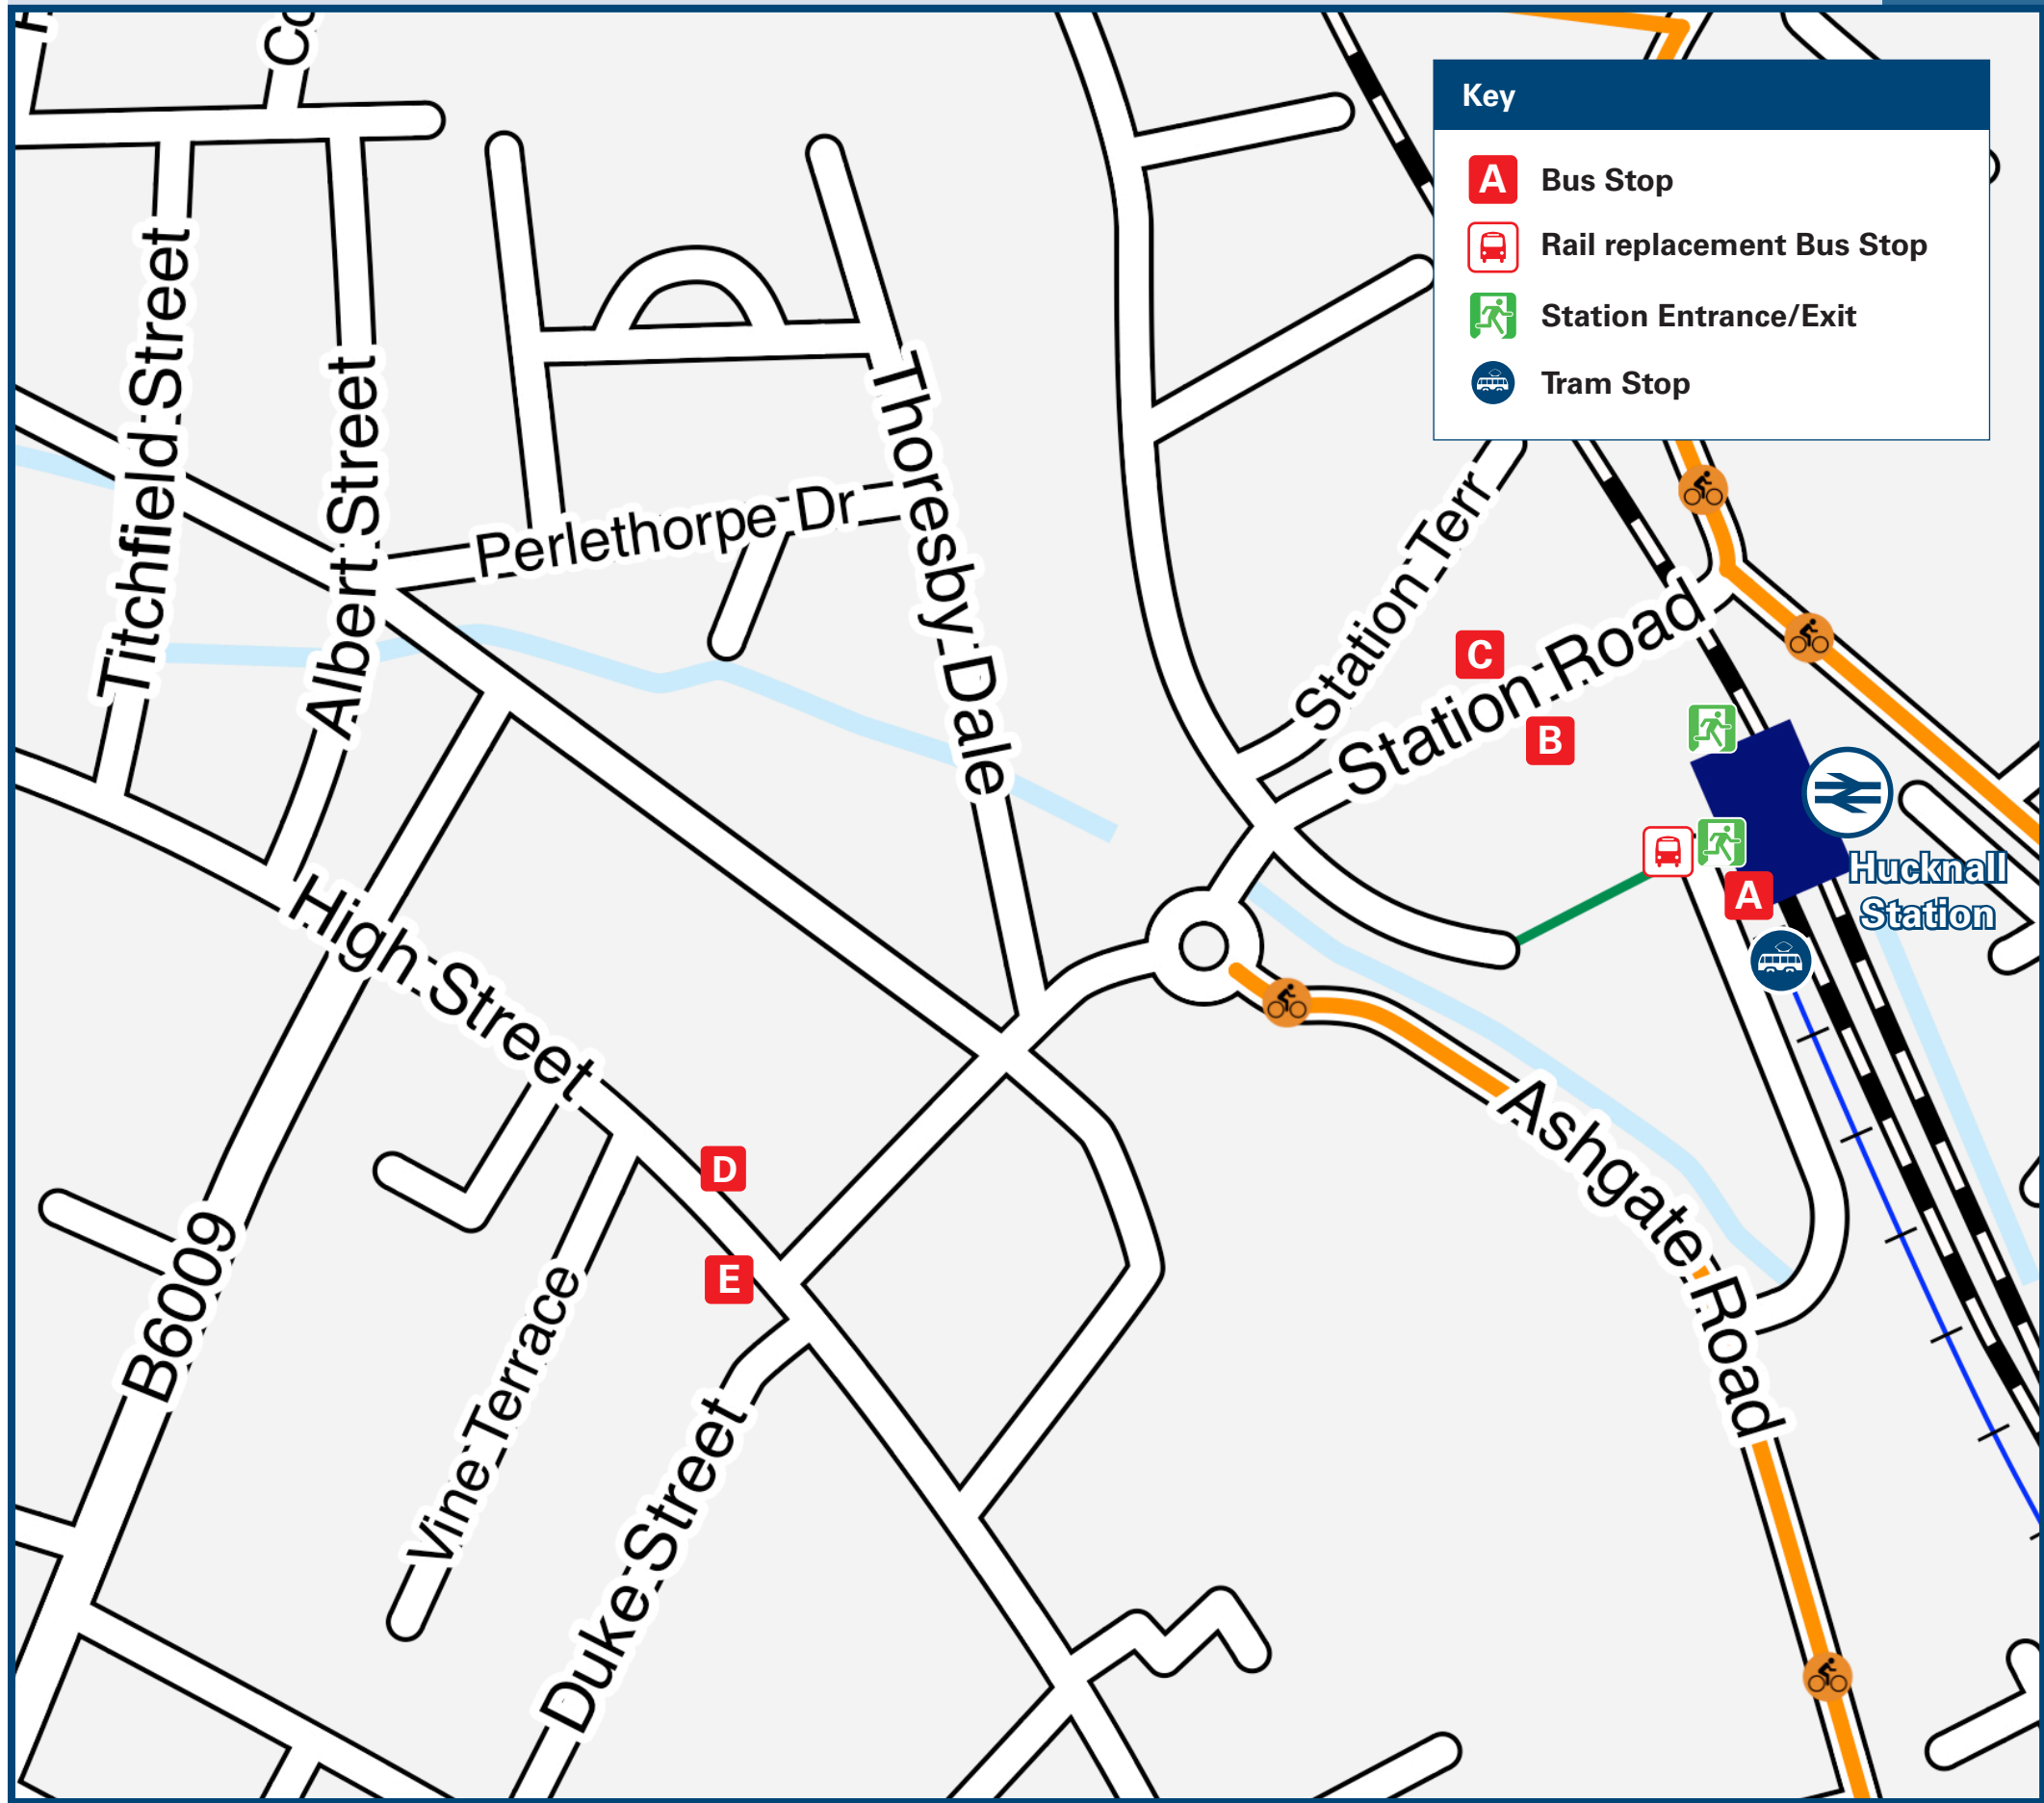 Key
A Bus Stop
Rail replacement Bus Stop
Station Entrance/Exit
Tram Stop
Titchfield Street
Albert Street
Perlethorpe Dr
Thoresby Dale
Station Terr
Station Road
C
B
A
Hucknall
Station
High Street
D
E
Ashgate Road
B6009
Vine Terrace
Duke Street